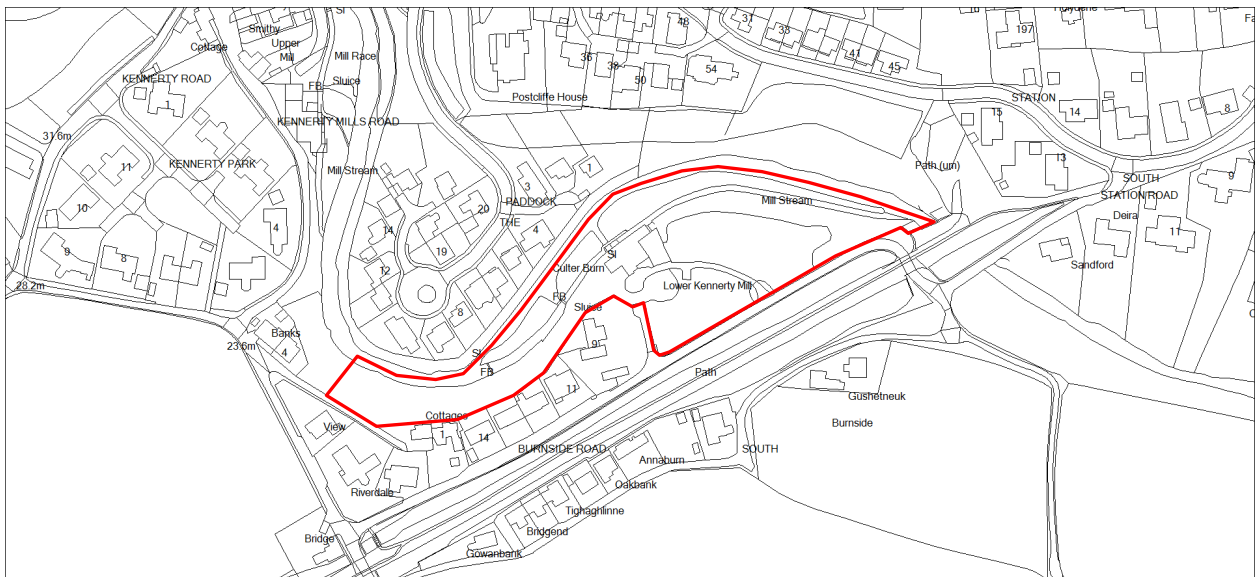 SI
48
31
33
197
Smithy
Cottage
Upper
Mill
Mill Race
36
38
50
54
41
45
KENNERTY ROAD
FB
Sluice
Postcliffe House
STATION
1
15
14
8
KENNERTY MILLS ROAD
31.6m
11
KENNERTY PARK
Mill Stream
1
Path (um)
13
3
SOUTH
9
PADDOCK
Mill Stream
STATION ROAD
10
20
THE
4
Deira
4
14
11
9
8
19
SI
12
Culter Burn
Sandford
28.2m
Lower Kennerty Mill
FB
Sluice
8
Banks
4
23.6m
9
SI
FB
Path
11
Gushetneuk
Cottages
View
1
14
Burnside
BURNSIDE ROAD
SOUTH
Annaburn
Riverdale
Oakbank
Tighaghlinne
Bridgend
Bridge
Gowanbank